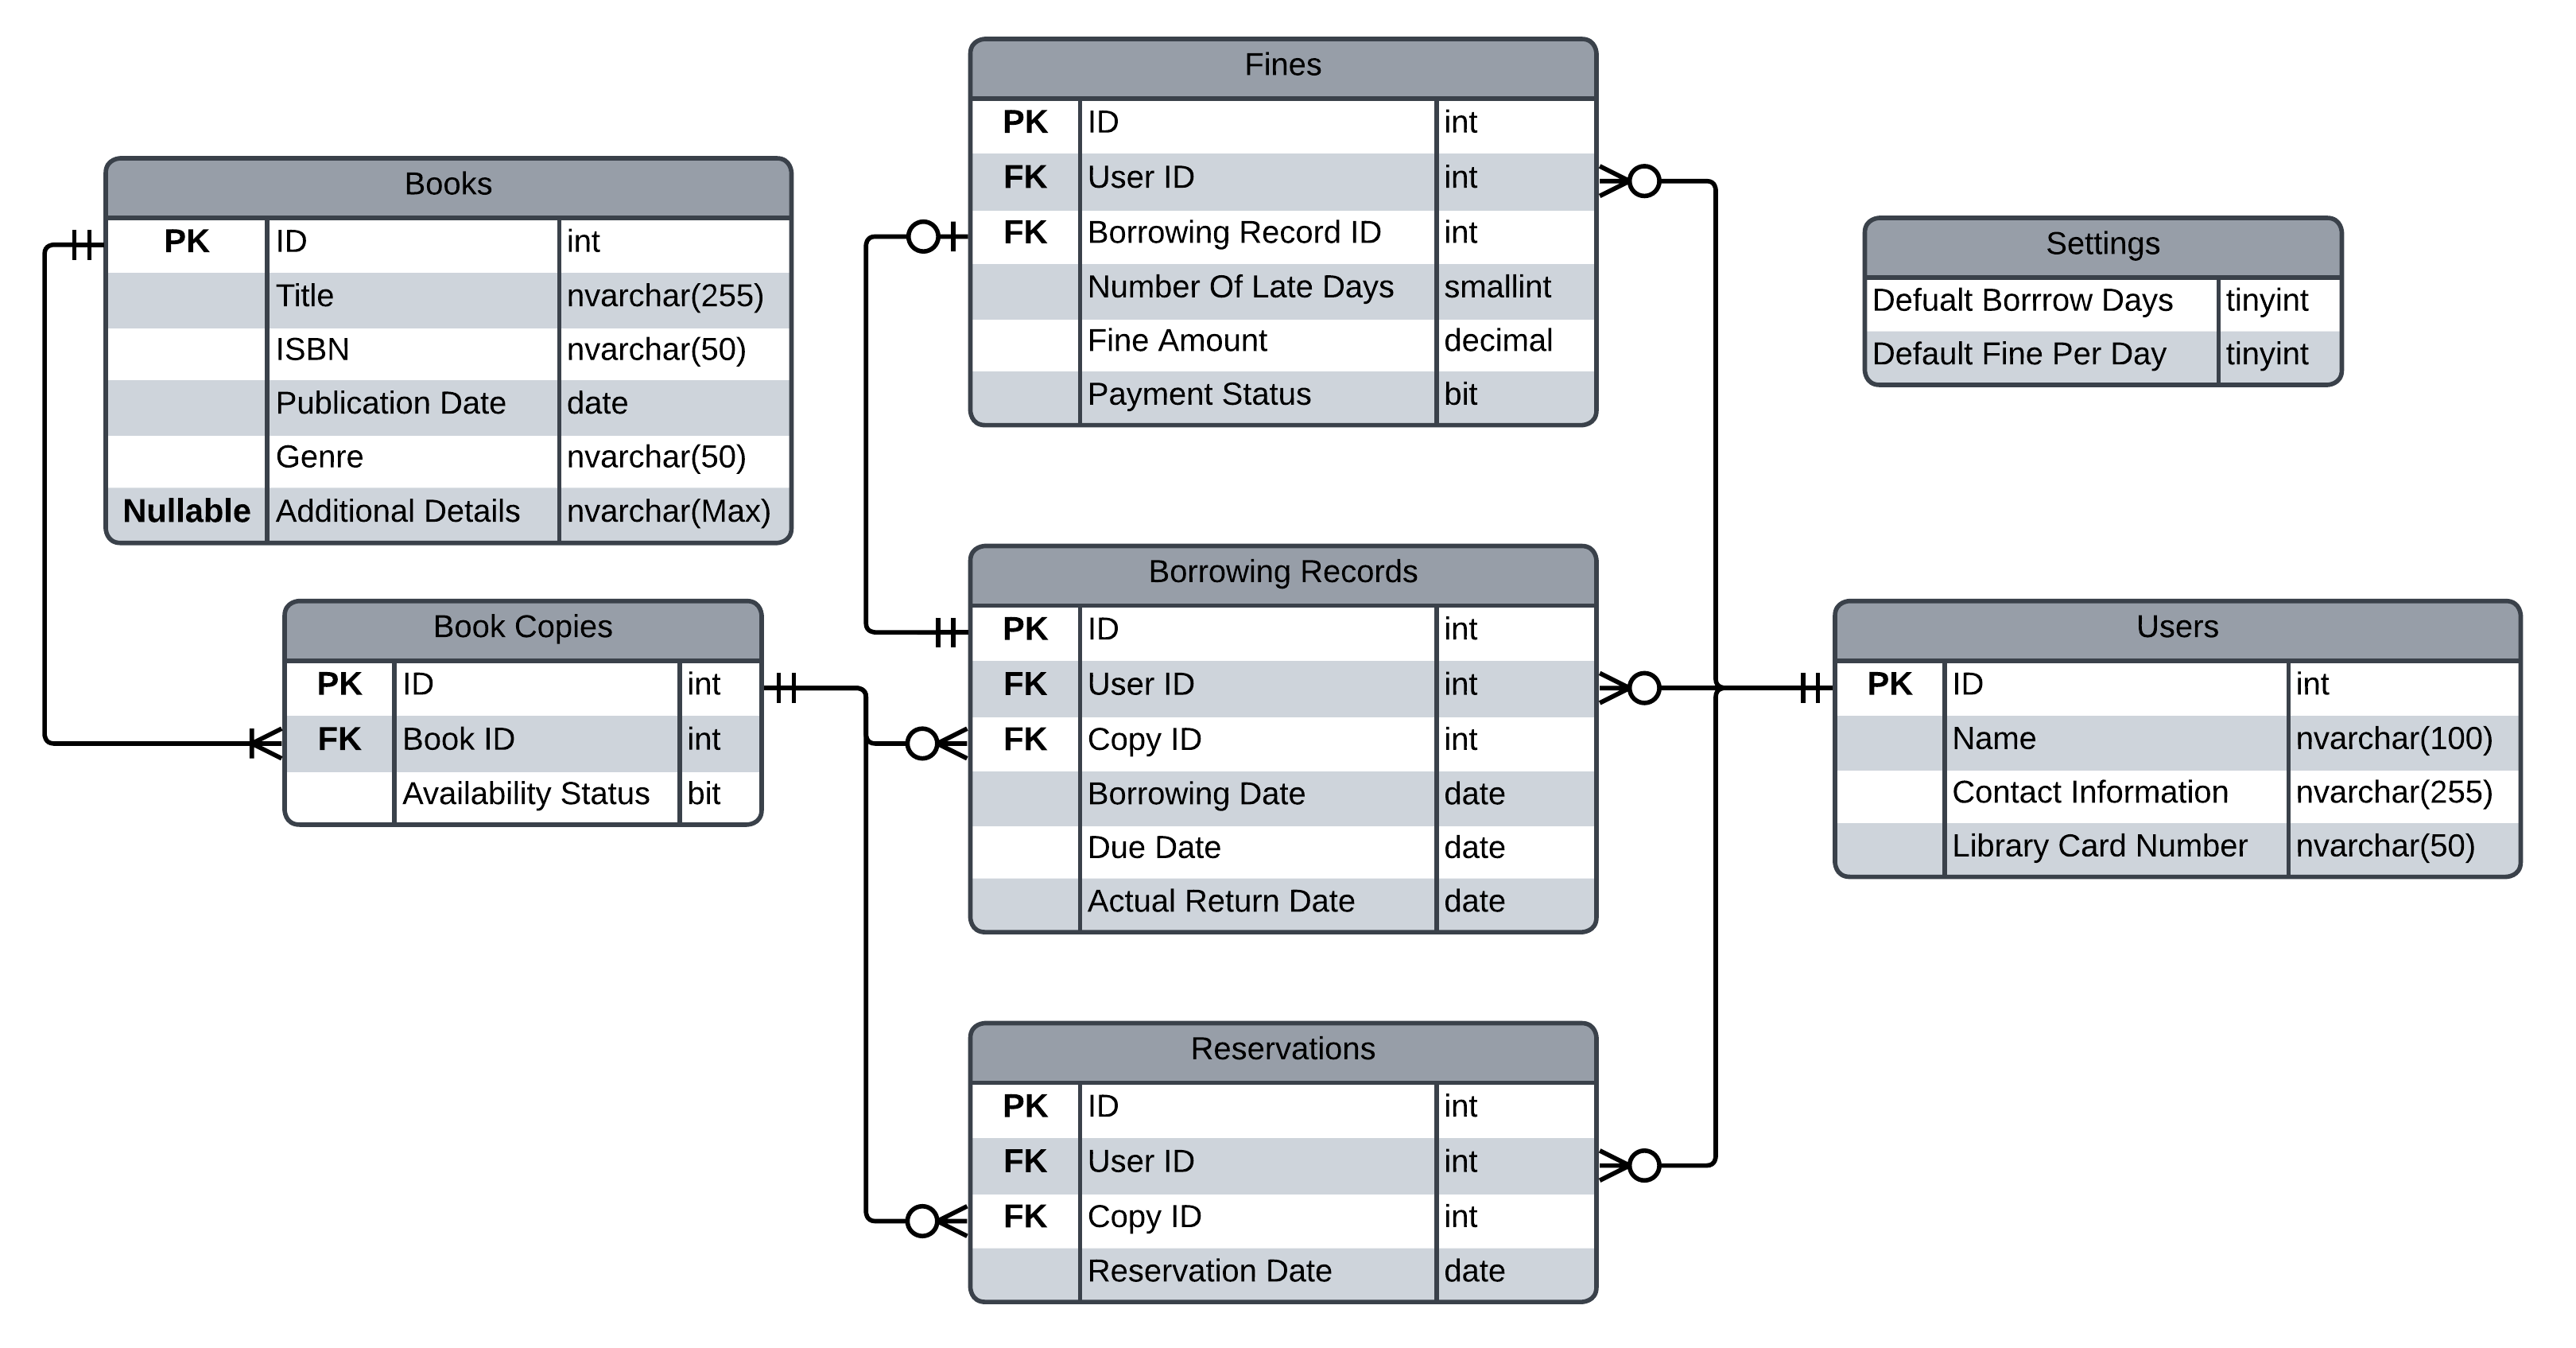 Fines
PK ID int
FK User ID int
FK Borrowing Record ID int
Number Of Late Days smallint
Fine Amount decimal
Payment Status bit
Books
PK ID int
Title nvarchar(255)
ISBN nvarchar(50)
Publication Date date
Genre nvarchar(50)
Nullable Additional Details nvarchar(Max)
Settings
Defualt Borrrow Days tinyint
Default Fine Per Day tinyint
Book Copies
PK ID int
FK Book ID int
Availability Status bit
Borrowing Records
PK ID int
FK User ID int
FK Copy ID int
Borrowing Date date
Due Date date
Actual Return Date date
Users
PK ID int
Name nvarchar(100)
Contact Information nvarchar(255)
Library Card Number nvarchar(50)
Reservations
PK ID int
FK User ID int
FK Copy ID int
Reservation Date date